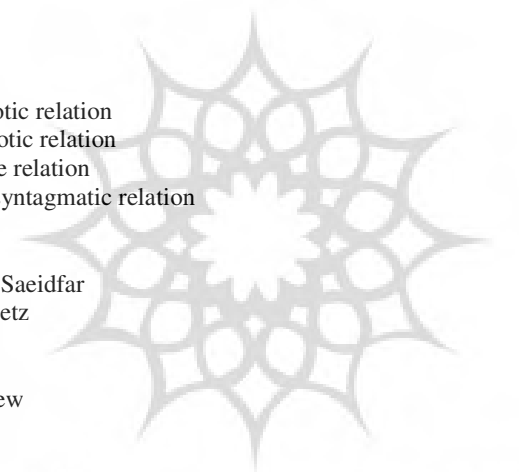 otic relation
otic relation
e relation
yntagmatic relation
Saeidfar
etz
ew